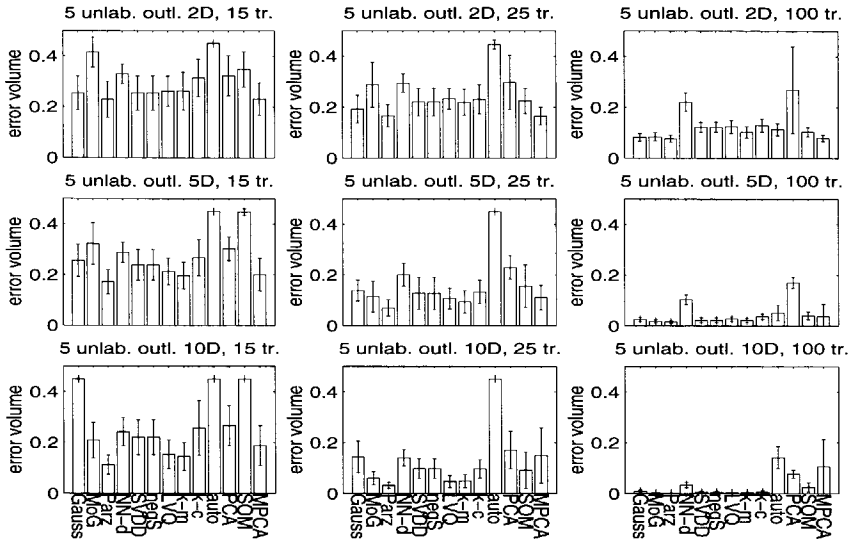 5 unlab. outl. 2D, 15 tr.
5 unlab. outl. 2D, 25 tr.
5 unlab. outl. 2D, 100 tr.
error volume
0.4
0.2
0
error volume
0.4
0.2
0
error volume
0.4
0.2
0
5 unlab. outl. 5D, 15 tr.
5 unlab. outl. 5D, 25 tr.
5 unlab. outl. 5D, 100 tr.
error volume
0.4
0.2
0
error volume
0.4
0.2
0
error volume
0.4
0.2
0
5 unlab. outl. 10D, 15 tr.
5 unlab. outl. 10D, 25 tr.
5 unlab. outl. 10D, 100 tr.
error volume
0.4
0.2
0
error volume
0.4
0.2
0
error volume
0.4
0.2
0
Gauss
MoG
Parz
NN-d
SVDD
negS
LVQ
k-m
k-c
auto
PCA
SOM
MPCA
Gauss
MoG
Parz
NN-d
SVDD
negS
LVQ
k-m
k-c
auto
PCA
SOM
MPCA
Gauss
MoG
Parz
NN-d
SVDD
negS
LVQ
k-m
k-c
auto
PCA
SOM
MPCA